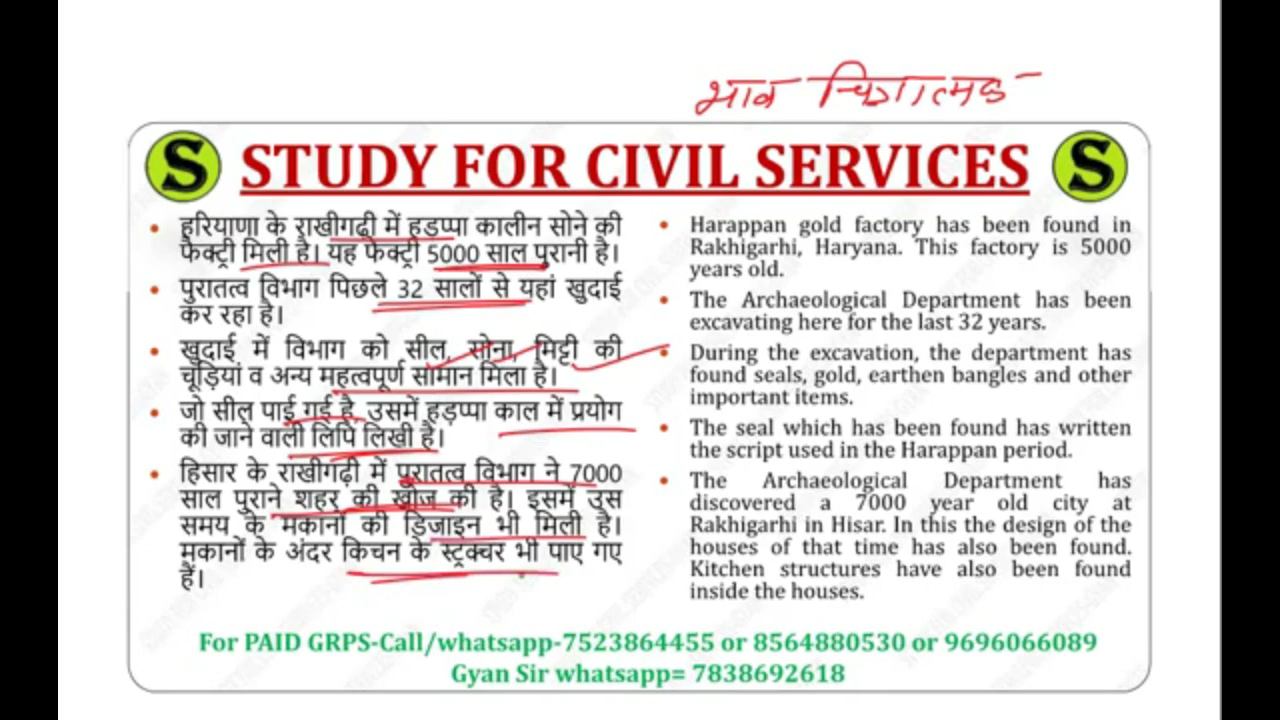 भाव चित्रात्मक
S STUDY FOR CIVIL SERVICES S
• हरियाणा के राखीगढ़ी में हड़प्पा कालीन सोने की
फैक्ट्री मिली है। यह फैक्ट्री 5000 साल पुरानी है।
• पुरातत्व विभाग पिछले 32 सालों से यहां खुदाई
कर रहा है।
• खुदाई में विभाग को सील, सोना, मिट्टी की
चूड़ियां व अन्य महत्वपूर्ण सामान मिला है।
• जो सील पाई गई है, उसमें हड़प्पा काल में प्रयोग
की जाने वाली लिपि लिखी है।
• हिसार के राखीगढ़ी में पुरातत्व विभाग ने 7000
साल पुराने शहर की खोज की है। इसमें उस
समय के मकानों की डिजाइन भी मिली है।
मकानों के अंदर किचन के स्ट्रक्चर भी पाए गए
हैं।
• Harappan gold factory has been found in
Rakhigarhi, Haryana. This factory is 5000
years old.
• The Archaeological Department has been
excavating here for the last 32 years.
• During the excavation, the department has
found seals, gold, earthen bangles and other
important items.
• The seal which has been found has written
the script used in the Harappan period.
• The Archaeological Department has
discovered a 7000 year old city at
Rakhigarhi in Hisar. In this the design of the
houses of that time has also been found.
Kitchen structures have also been found
inside the houses.
For PAID GRPS-Call/whatsapp-7523864455 or 8564880530 or 9696066089
Gyan Sir whatsapp= 7838692618